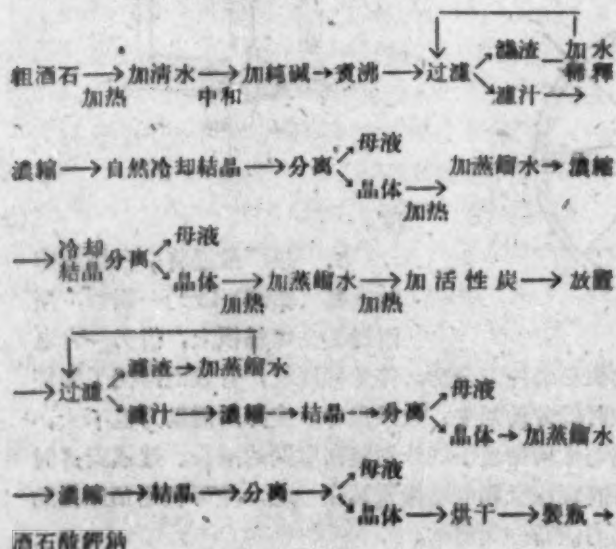 濾渣 加水
粗酒石 加清水 加純碱 煮沸 过濾 稀釋
加热 中和 濾汁
母液
濃縮 自然冷却結晶 分离 加蒸餾水 濃縮
晶体
加热
冷却 母液
結晶 分离
晶体 加蒸餾水 加活性炭 放置
加热 加热
濾渣 加蒸餾水
过濾
濾汁 濃縮 結晶 分离 母液
晶体 加蒸餾水
母液
濃縮 結晶 分离
晶体 烘干 裝瓶
酒石酸鉀鈉